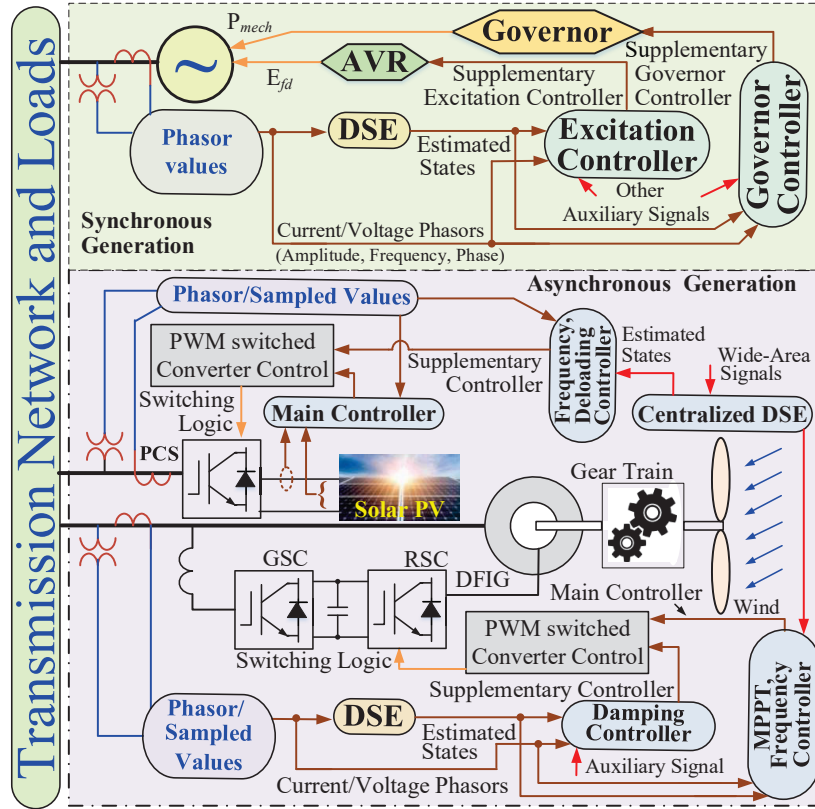 Transmission Network and Loads
P_mech
Governor
E_fd
AVR
Supplementary
Excitation Controller
Supplementary
Governor
Controller
Phasor
values
DSE
Estimated
States
Excitation
Controller
Governor
Controller
Other
Auxiliary Signals
Synchronous
Generation
Current/Voltage Phasors
(Amplitude, Frequency, Phase)
Asynchronous Generation
Phasor/Sampled Values
PWM switched
Converter Control
Supplementary
Controller
Frequency,
Deloading
Controller
Estimated
States
Wide-Area
Signals
Switching
Logic
Main Controller
Centralized DSE
PCS
Solar PV
Gear Train
GSC
RSC
DFIG
Main Controller
Wind
Switching Logic
PWM switched
Converter Control
Supplementary Controller
MPPT,
Frequency
Controller
Phasor/
Sampled
Values
DSE
Estimated
States
Damping
Controller
Auxiliary Signal
Current/Voltage Phasors